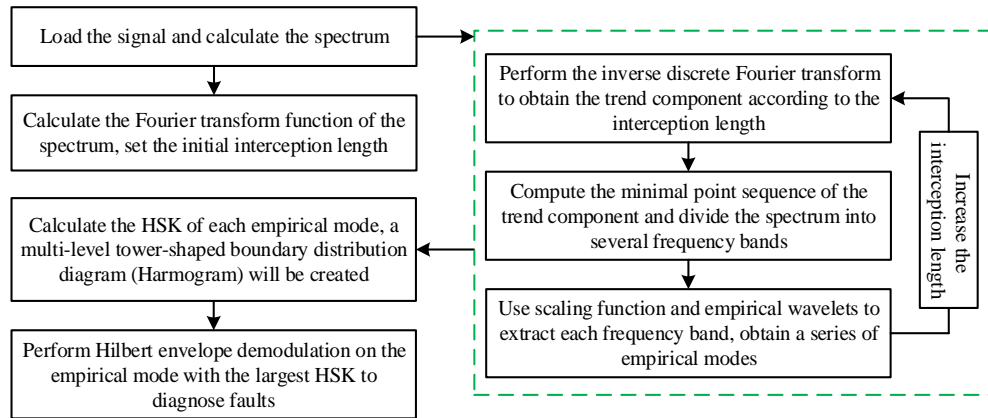 Load the signal and calculate the spectrum
Calculate the Fourier transform function of the
spectrum, set the initial interception length
Perform the inverse discrete Fourier transform
to obtain the trend component according to the
interception length
Compute the minimal point sequence of the
trend component and divide the spectrum into
several frequency bands
Use scaling function and empirical wavelets to
extract each frequency band, obtain a series of
empirical modes
Increase the
interception length
Calculate the HSK of each empirical mode, a
multi-level tower-shaped boundary distribution
diagram (Harmogram) will be created
Perform Hilbert envelope demodulation on the
empirical mode with the largest HSK to
diagnose faults